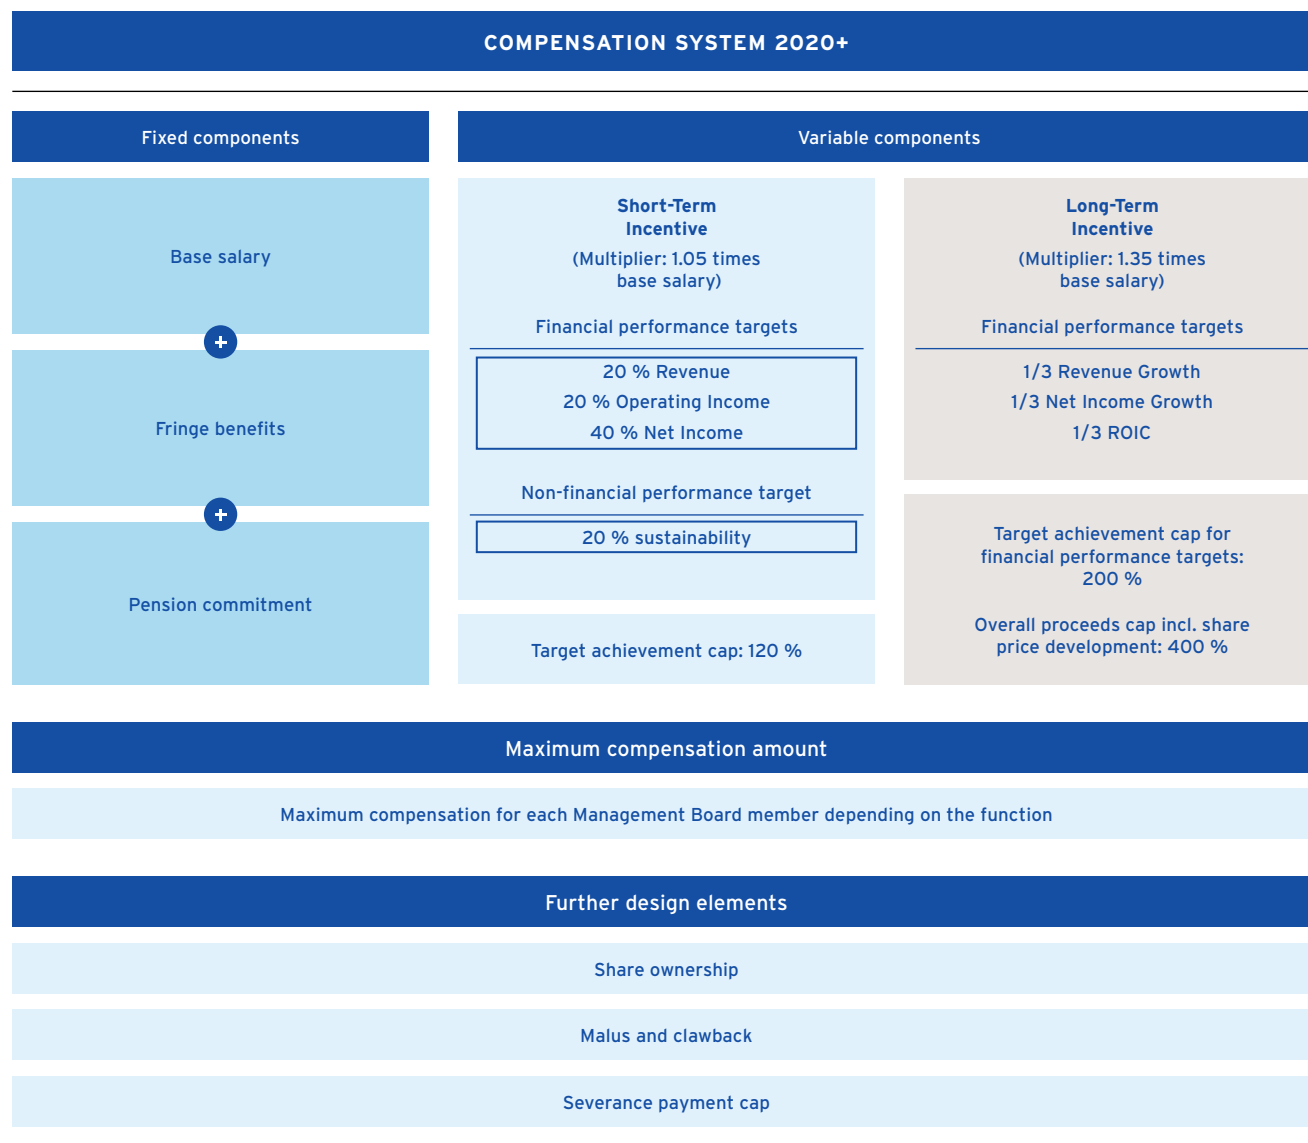 COMPENSATION SYSTEM 2020+
Fixed components
Base salary
+
Fringe benefits
+
Pension commitment
Variable components
Short-Term
Incentive
(Multiplier: 1.05 times
base salary)
Financial performance targets
20 % Revenue
20 % Operating Income
40 % Net Income
Non-financial performance target
20 % sustainability
Target achievement cap: 120 %
Long-Term
Incentive
(Multiplier: 1.35 times
base salary)
Financial performance targets
1/3 Revenue Growth
1/3 Net Income Growth
1/3 ROIC
Target achievement cap for
financial performance targets:
200 %
Overall proceeds cap incl. share
price development: 400 %
Maximum compensation amount
Maximum compensation for each Management Board member depending on the function
Further design elements
Share ownership
Malus and clawback
Severance payment cap